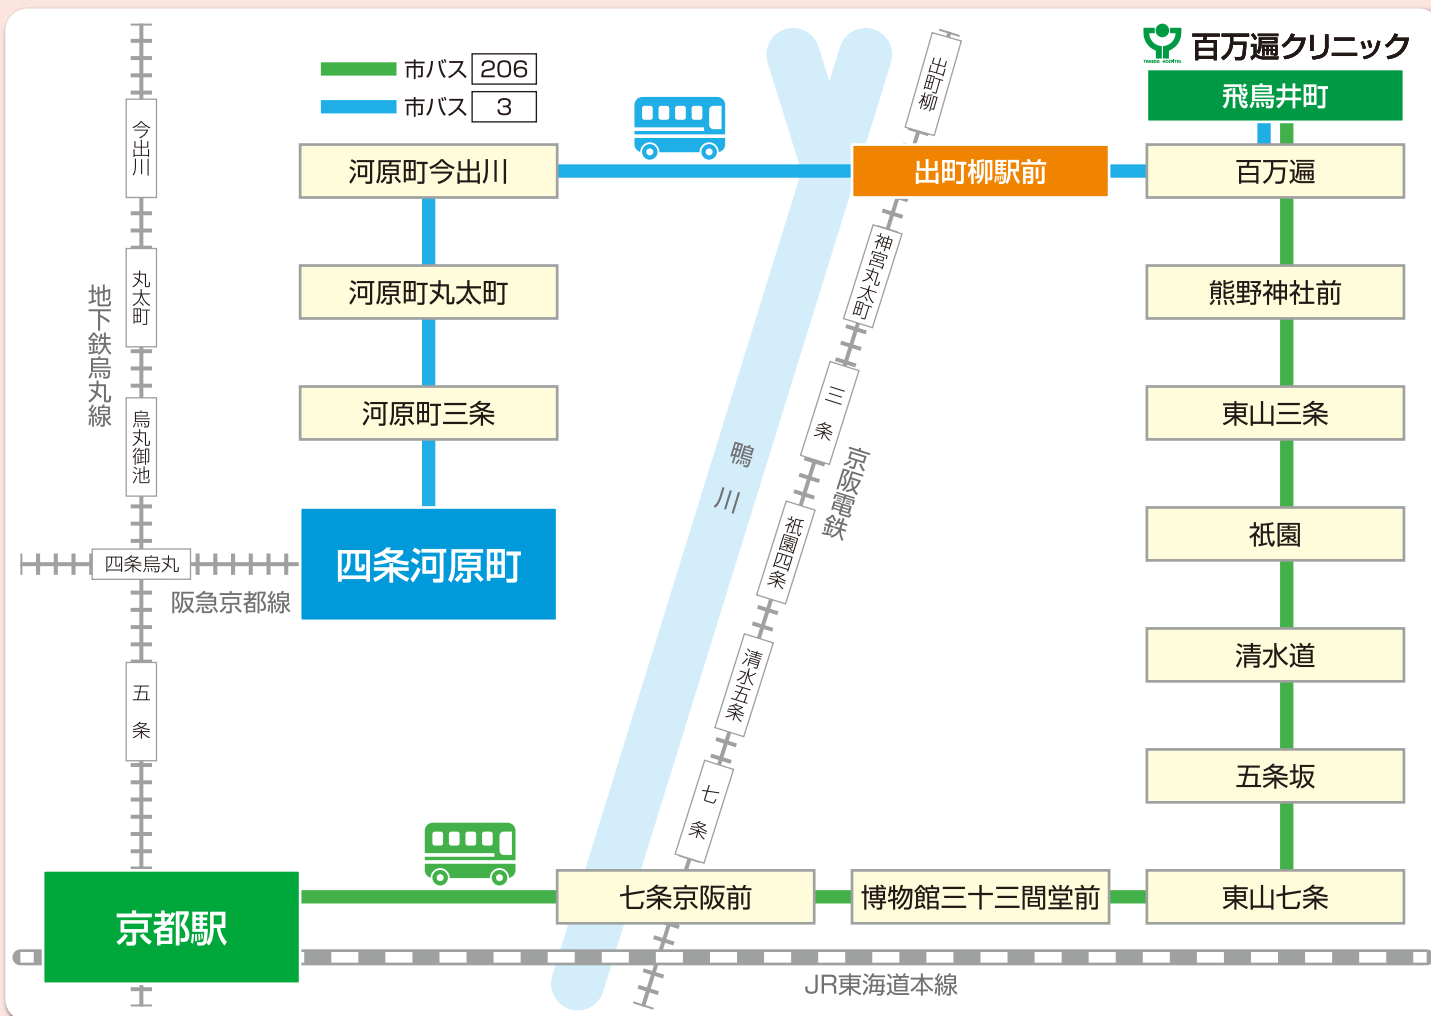 百万遍クリニック
TAKEDA HOSPITAL
飛鳥井町
市バス 206
市バス 3
河原町今出川
出町柳駅前
百万遍
河原町丸太町
熊野神社前
河原町三条
東山三条
四条河原町
祇園
清水道
五条坂
京都駅
七条京阪前
博物館三十三間堂前
東山七条
今出川
丸太町
烏丸御池
四条烏丸
五条
地下鉄烏丸線
阪急京都線
鴨川
出町柳
神宮丸太町
三条
祇園四条
清水五条
七条
京阪電鉄
JR東海道本線